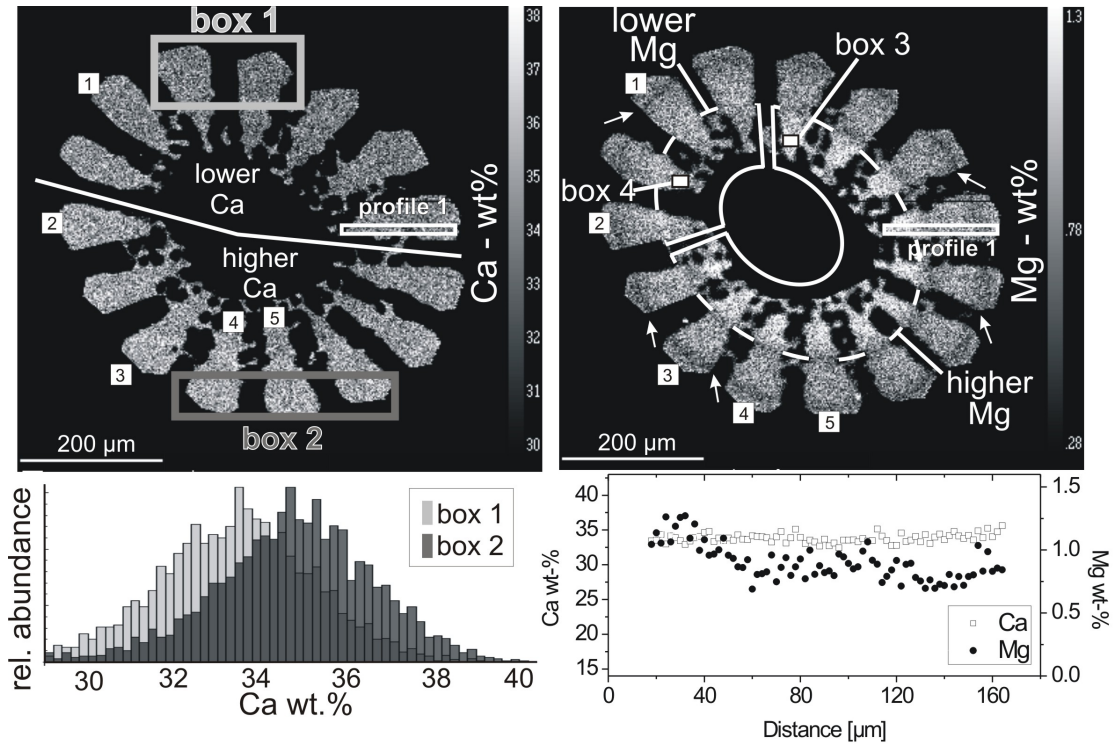 box 1
1
lower
Ca
profile 1
2
higher
Ca
4
5
3
box 2
200 µm
38
37
36
35
34
33
32
31
30
Ca - wt%
lower
Mg
box 3
1
box 4
2
profile 1
3
4
5
higher
Mg
200 µm
1.3
.78
.28
Mg - wt%
rel. abundance
box 1
box 2
30
32
34
36
38
40
Ca wt.%
40
35
30
25
20
15
Ca wt-%
1.5
1.0
0.5
0.0
Mg wt-%
Ca
Mg
0
40
80
120
160
Distance [µm]